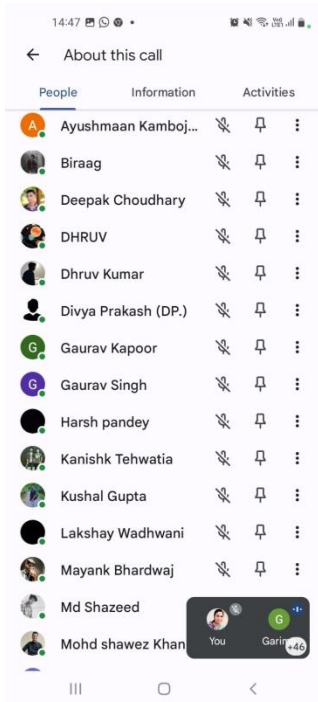 14:47
About this call
People Information Activities
A Ayushmaan Kamboj...
Biraag
Deepak Choudhary
DHRUV
Dhruv Kumar
Divya Prakash (DP.)
G Gaurav Kapoor
G Gaurav Singh
Harsh pandey
Kanishk Tehwatia
Kushal Gupta
Lakshay Wadhwani
Mayank Bhardwaj
Md Shazeed
G
Mohd shawez Khan
You Garim +46